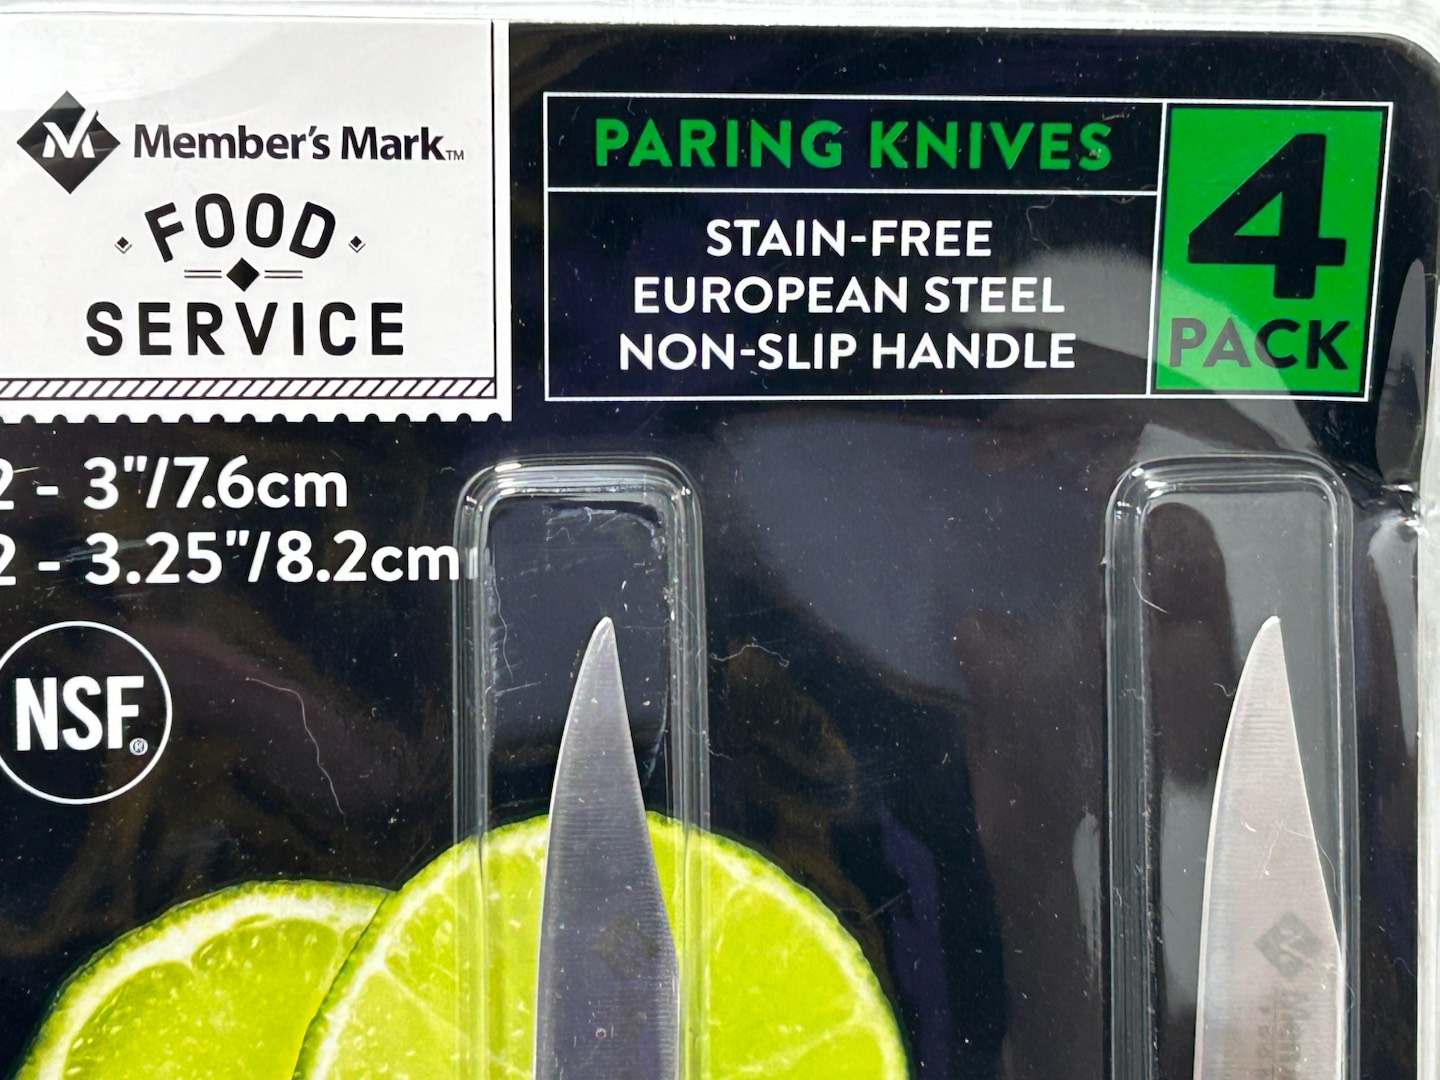 Member's Mark™
FOOD
SERVICE
PARING KNIVES
STAIN-FREE
EUROPEAN STEEL
NON-SLIP HANDLE
4
PACK
2 - 3"/7.6cm
2 - 3.25"/8.2cm
NSF®